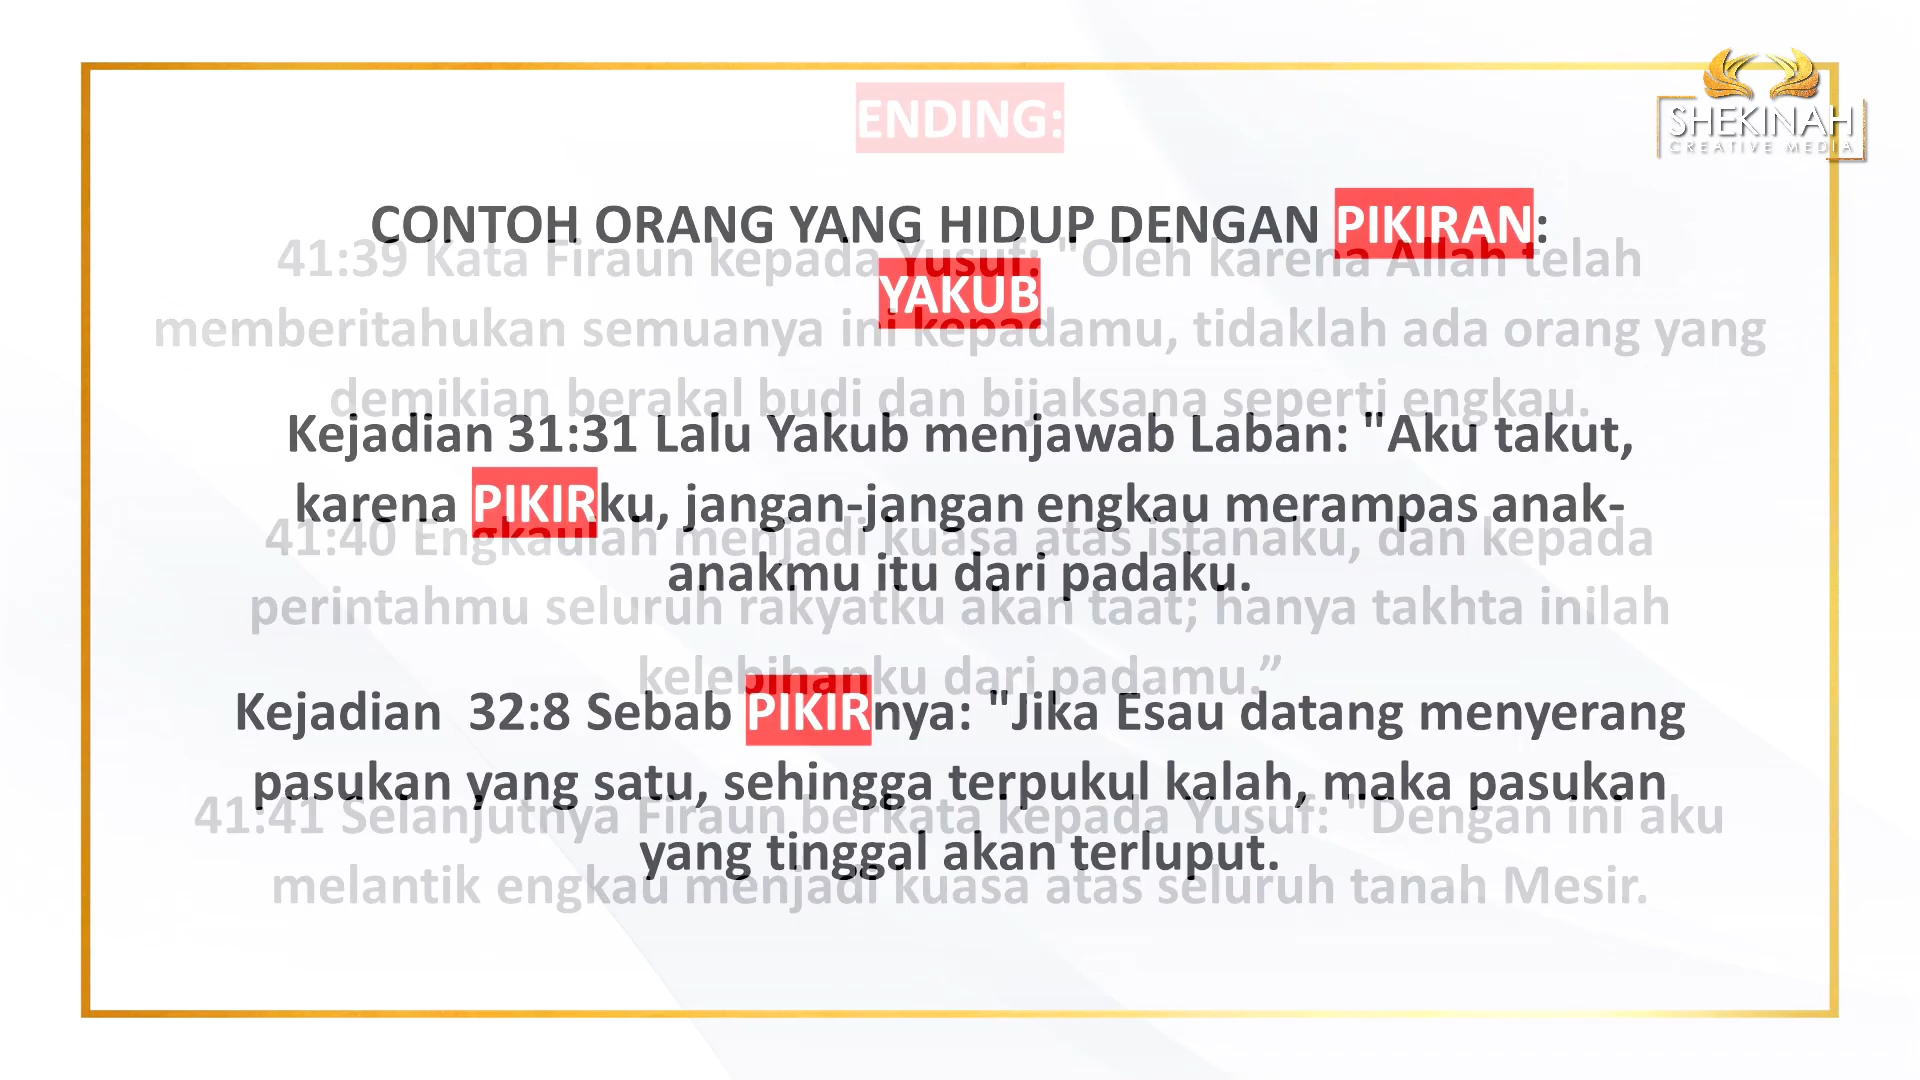 SHEKINAH
CREATIVE MEDIA
ENDING:
41:39 Kata Firaun kepada Yusuf: "Oleh karena Allah telah
memberitahukan semuanya ini kepadamu, tidaklah ada orang yang
demikian berakal budi dan bijaksana seperti engkau.
41:40 Engkaulah menjadi kuasa atas istanaku, dan kepada
perintahmu seluruh rakyatku akan taat; hanya takhta inilah
kelebihanku dari padamu.”
41:41 Selanjutnya Firaun berkata kepada Yusuf: "Dengan ini aku
melantik engkau menjadi kuasa atas seluruh tanah Mesir.
CONTOH ORANG YANG HIDUP DENGAN PIKIRAN:
YAKUB
Kejadian 31:31 Lalu Yakub menjawab Laban: "Aku takut,
karena PIKIRku, jangan-jangan engkau merampas anak-
anakmu itu dari padaku.
Kejadian  32:8 Sebab PIKIRnya: "Jika Esau datang menyerang
pasukan yang satu, sehingga terpukul kalah, maka pasukan
yang tinggal akan terluput.